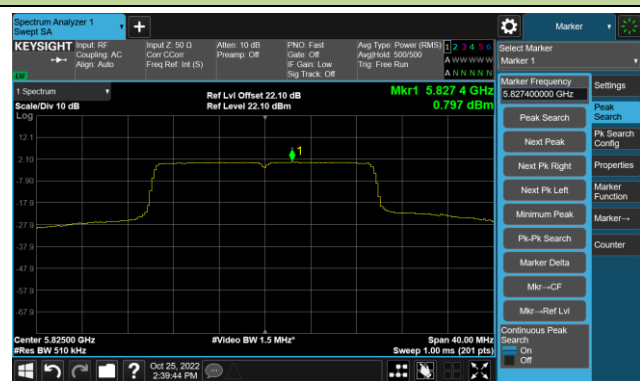 Spectrum Analyzer 1
Swept SA
Marker
KEYSIGHT
Input: RF
Coupling: AC
Align: Auto
Input Z: 50 Ω
Corr CCorr
Freq Ref: Int (S)
Atten: 10 dB
Preamp: Off
PNO: Fast
Gate: Off
IF Gain: Low
Sig Track: Off
Avg Type: Power (RMS)
Avg|Hold: 500/500
Trig: Free Run
1 2 3 4 5 6
A W W W W W
A N N N N N
LW
Select Marker
Marker 1
1 Spectrum
Scale/Div 10 dB
Log
Ref Lvl Offset 22.10 dB
Ref Level 22.10 dBm
Mkr1 5.827 4 GHz
0.797 dBm
12.1
2.10
-7.90
-17.9
-27.9
-37.9
-47.9
-57.9
-67.9
1
Center 5.82500 GHz
#Res BW 510 kHz
#Video BW 1.5 MHz*
Span 40.00 MHz
Sweep 1.00 ms (201 pts)
Marker Frequency
5.827400000 GHz
Peak Search
Next Peak
Next Pk Right
Next Pk Left
Minimum Peak
Pk-Pk Search
Marker Delta
Mkr→CF
Mkr→Ref Lvl
Continuous Peak
Search
On
Off
Settings
Peak
Search
Pk Search
Config
Properties
Marker
Function
Marker→
Counter
Oct 25, 2022
2:39:44 PM